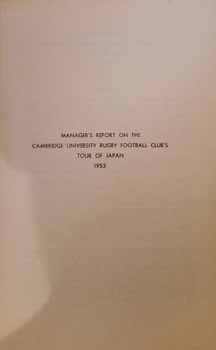 MANAGER'S REPORT ON THE
CAMBRIDGE UNIVERSITY RUGBY FOOTBALL CLUB'S
TOUR OF JAPAN
1953